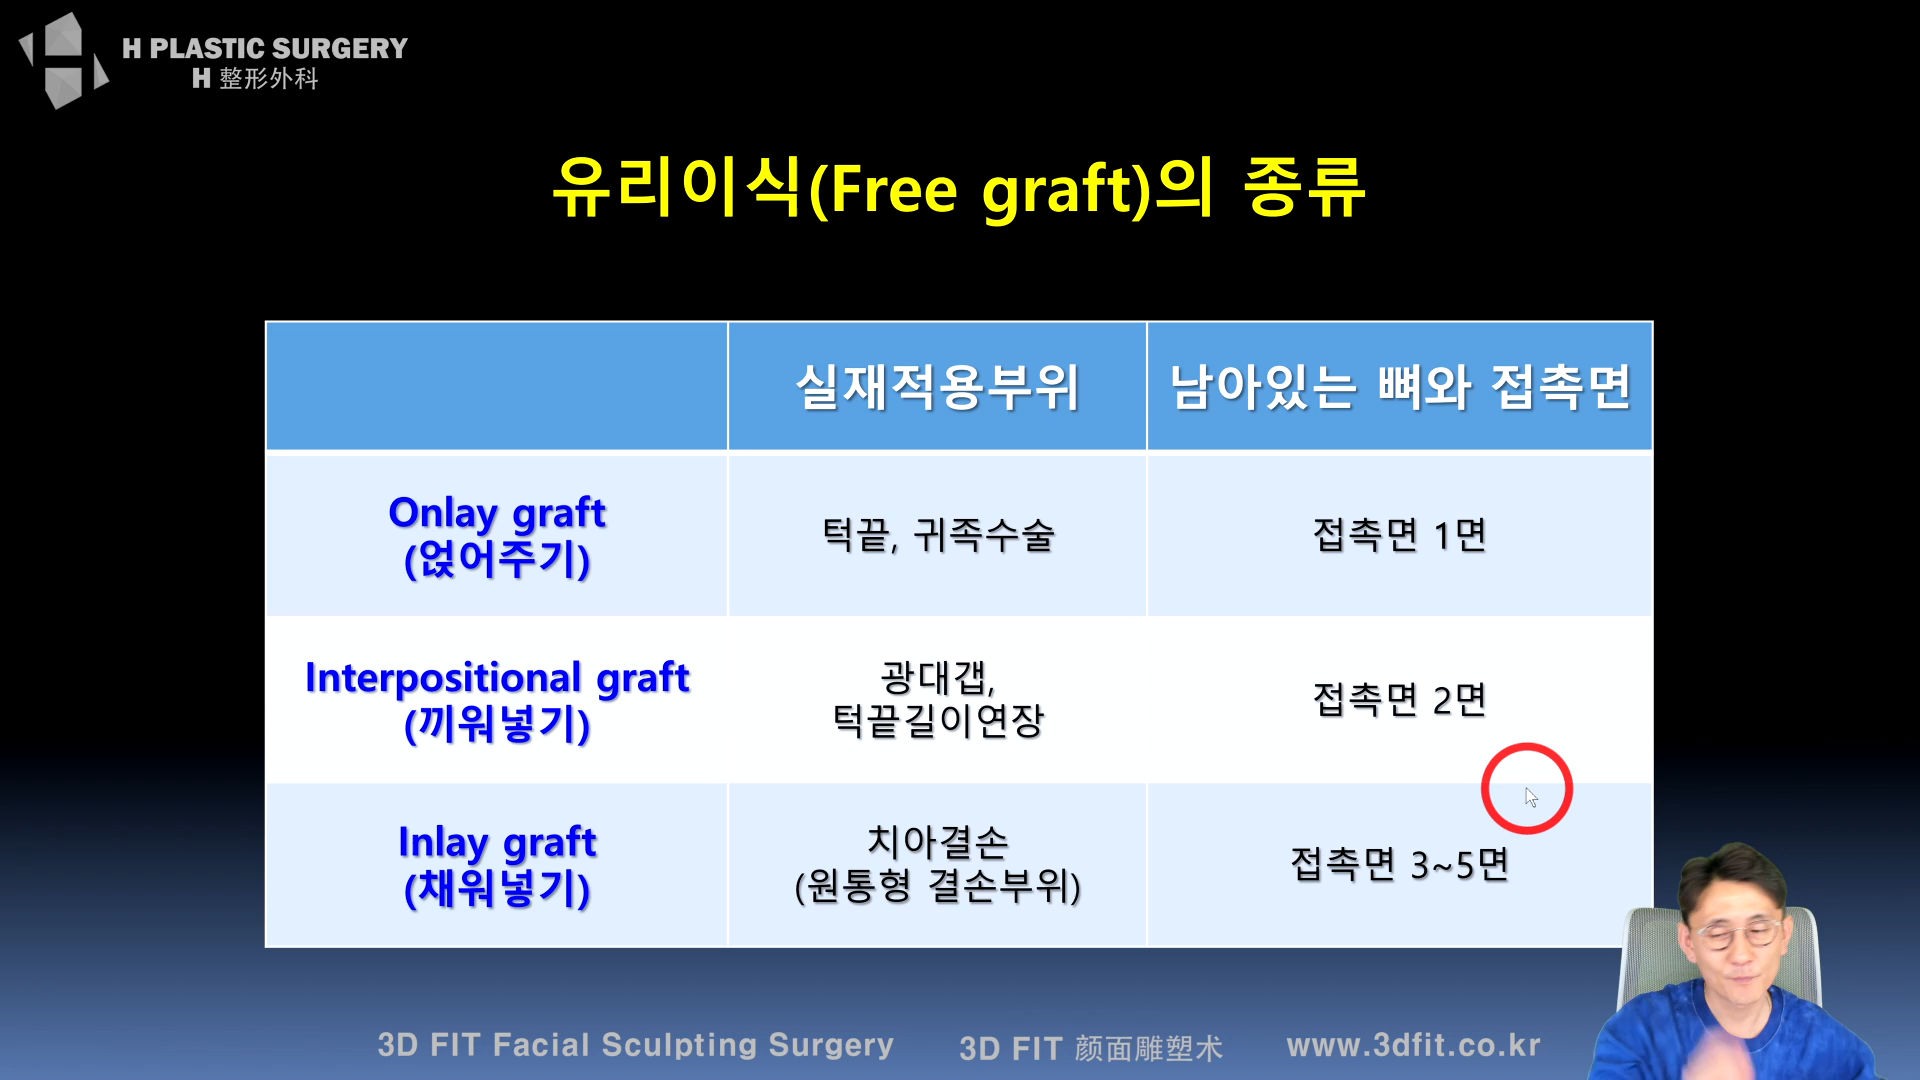 H PLASTIC SURGERY
H 整形外科
유리이식(Free graft)의 종류
실재적용부위
남아있는 뼈와 접촉면
Onlay graft
(얹어주기)
턱끝, 귀족수술
접촉면 1면
Interpositional graft
(끼워넣기)
광대갭,
턱끝길이연장
접촉면 2면
Inlay graft
(채워넣기)
치아결손
(원통형 결손부위)
접촉면 3~5면
3D FIT Facial Sculpting Surgery
3D FIT 颜面雕塑术
www.3dfit.co.kr